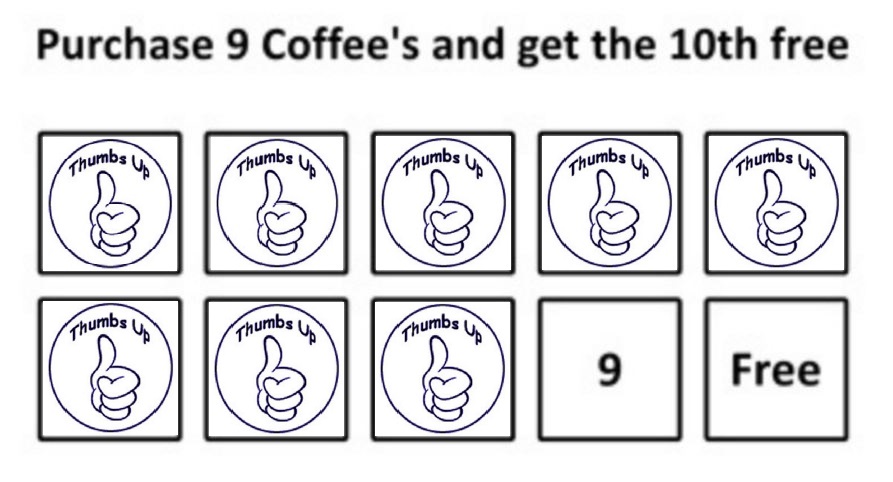 Purchase 9 Coffee's and get the 10th free
Thumbs Up Thumbs Up Thumbs Up Thumbs Up Thumbs Up
Thumbs Up Thumbs Up Thumbs Up
9 Free